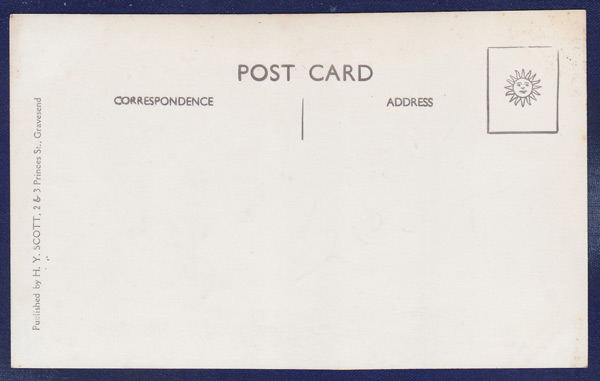 POST CARD
CORRESPONDENCE
ADDRESS
Published by H. Y. SCOTT, 2 & 3 Princes St., Gravesend